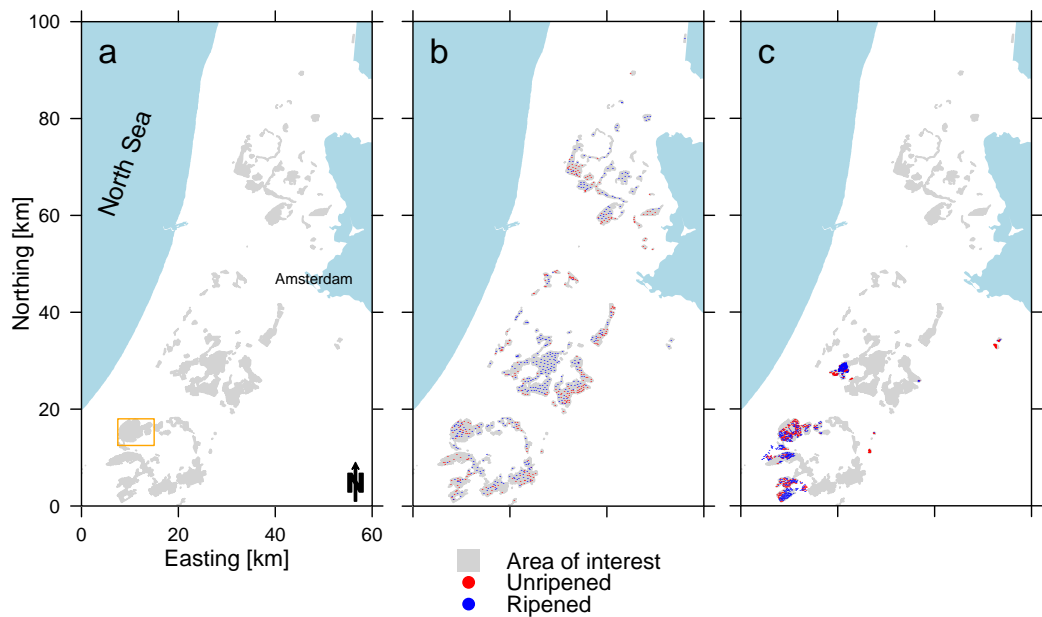 a
b
c
100
80
60
40
20
0
Northing [km]
North Sea
Amsterdam
N
0
20
40
60
Easting [km]
Area of interest
Unripened
Ripened